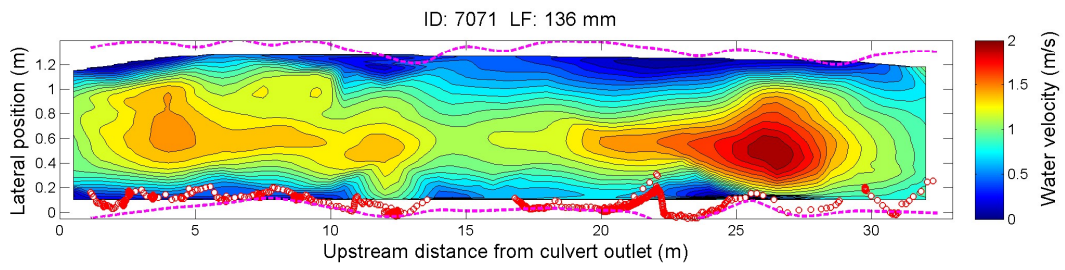 ID: 7071 LF: 136 mm
Lateral position (m)
1.2
1
0.8
0.6
0.4
0.2
0
0 5 10 15 20 25 30
Upstream distance from culvert outlet (m)
2
1.5
1
0.5
0
Water velocity (m/s)